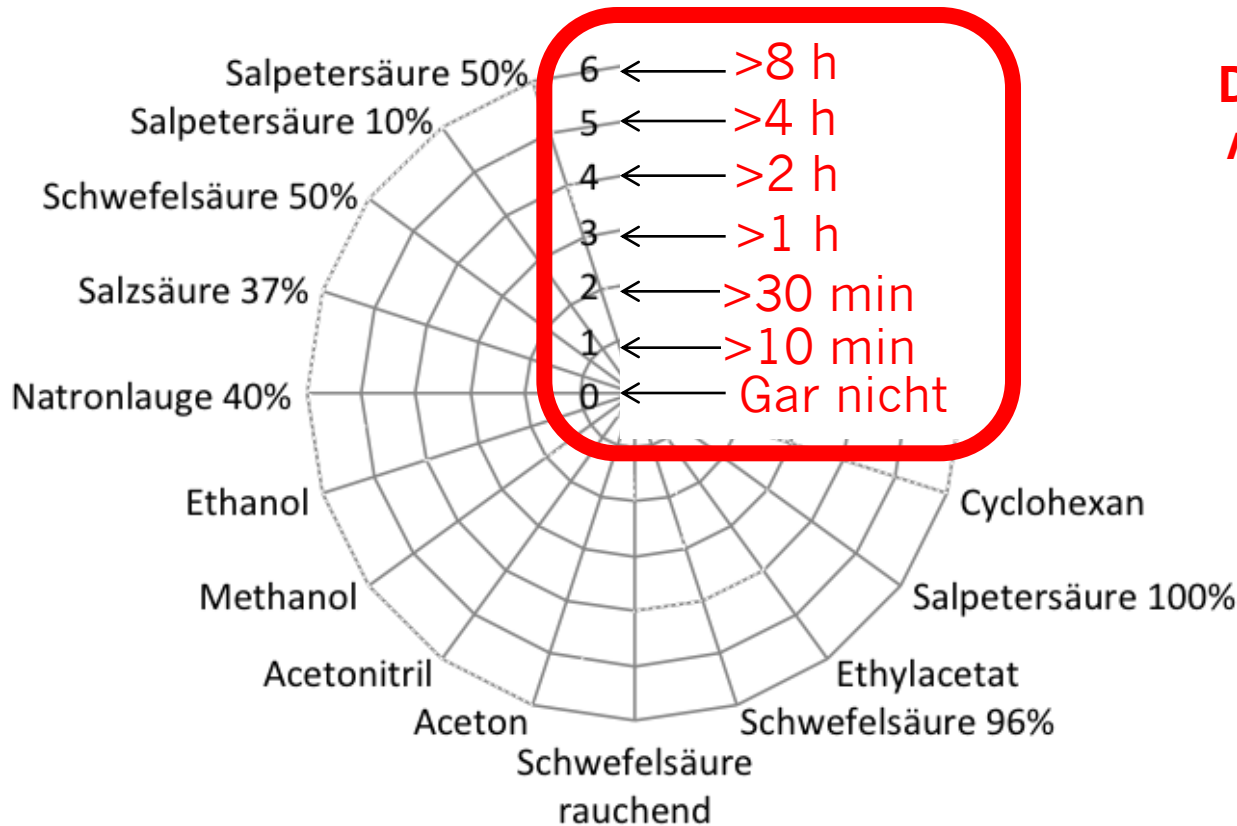 Salpetersäure 50%
Salpetersäure 10%
Schwefelsäure 50%
Salzsäure 37%
Natronlauge 40%
Ethanol
Methanol
Acetonitril
Aceton
Schwefelsäure
rauchend
Schwefelsäure 96%
Ethylacetat
Salpetersäure 100%
Cyclohexan
6 >8 h
5 >4 h
4 >2 h
3 >1 h
2 >30 min
1 >10 min
0 Gar nicht